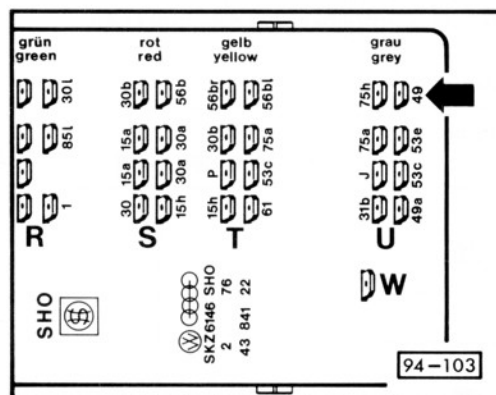 grün rot gelb grau
green red yellow grey
30l 30b 56b 56br 56bl 75h 49
85l 15a 30a 30b 75a 75a 53e
15a 30a P 53c J 53c
1 30 15h 15h 61 31b 49a
R S T U
W
SHO
SKZ 6146 SHO
2 76
43 841 22
94-103